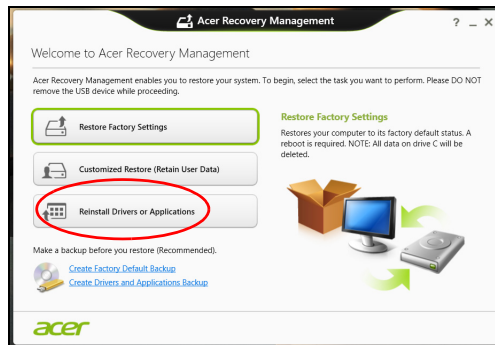 Acer Recovery Management
? _ X
Welcome to Acer Recovery Management
Acer Recovery Management enables you to restore your system. To begin, select the task you want to perform. Please DO NOT
remove the USB device while proceeding.
Restore Factory Settings
Customized Restore (Retain User Data)
Reinstall Drivers or Applications
Restore Factory Settings
Restores your computer to its factory default status. A
reboot is required. NOTE: All data on drive C will be
deleted.
Make a backup before you restore (Recommended).
Create Factory Default Backup
Create Drivers and Applications Backup
acer